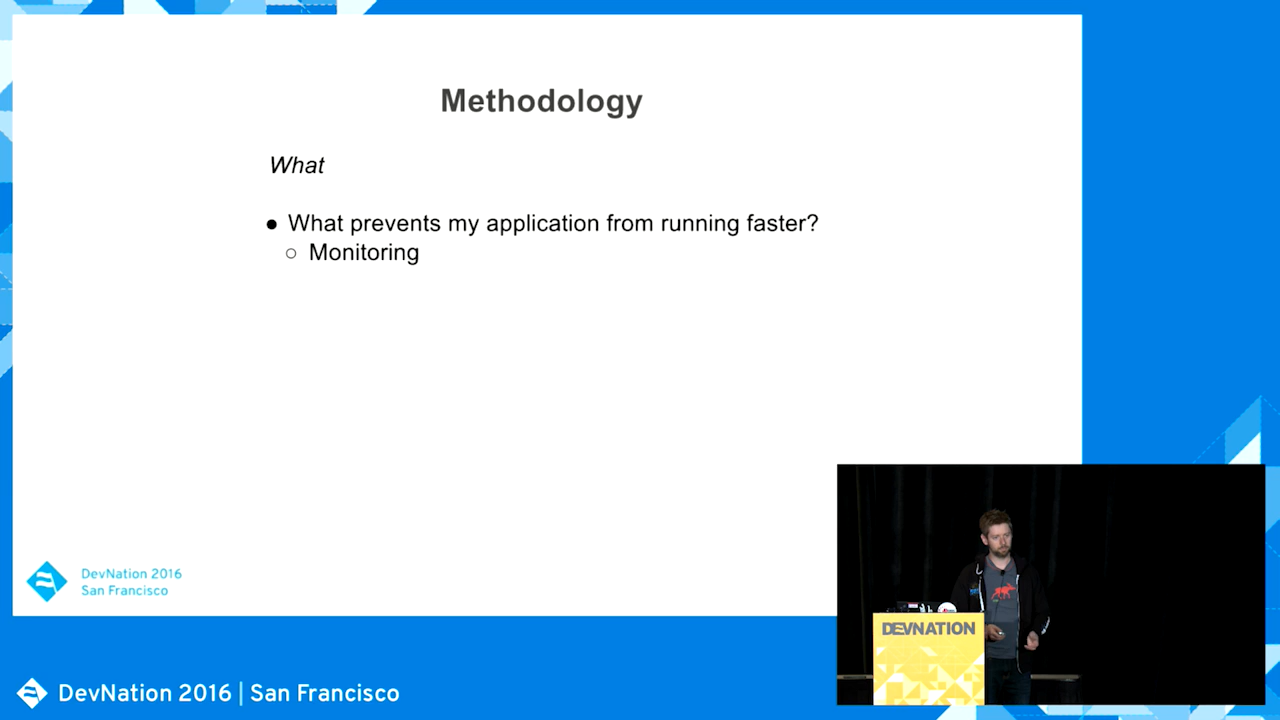 Methodology
What
● What prevents my application from running faster?
○ Monitoring
DevNation 2016
San Francisco
DEVNATION
DevNation 2016 | San Francisco